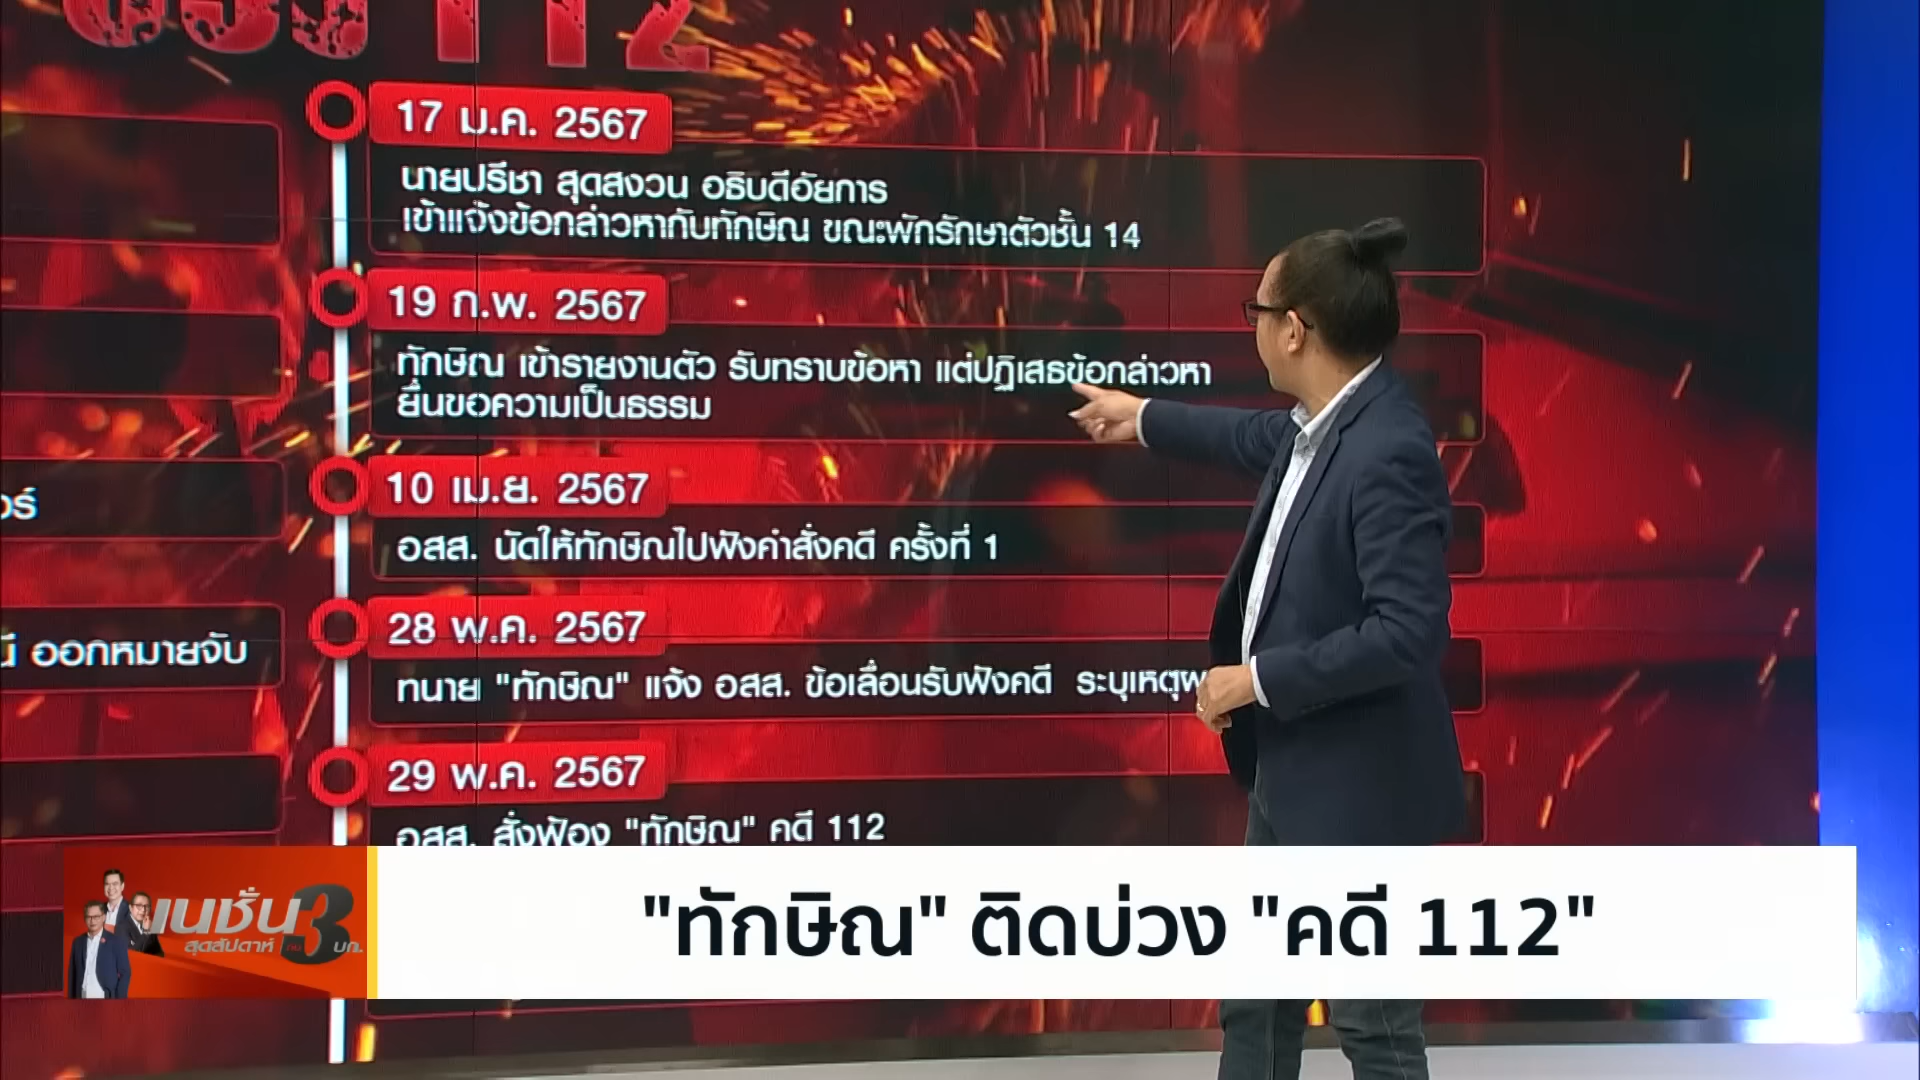 112
17 ม.ค. 2567
นายปรีชา สุดสงวน อธิบดีอัยการ
เข้าแจ้งข้อกล่าวหากับทักษิณ ขณะพักรักษาตัวชั้น 14
19 ก.พ. 2567
ทักษิณ เข้ารายงานตัว รับทราบข้อหา แต่ปฏิเสธข้อกล่าวหา
ยื่นขอความเป็นธรรม
10 เม.ย. 2567
อสส. นัดให้ทักษิณไปฟังคำสั่งคดี ครั้งที่ 1
ออกหมายจับ
28 พ.ค. 2567
ทนาย "ทักษิณ" แจ้ง อสส. ข้อเลื่อนรับฟังคดี ระบุเหตุ
29 พ.ค. 2567
อสส. สั่งฟ้อง "ทักษิณ" คดี 112
เนชั่น
สุดสัปดาห์ กับ 3 บก.
"ทักษิณ" ติดบ่วง "คดี 112"